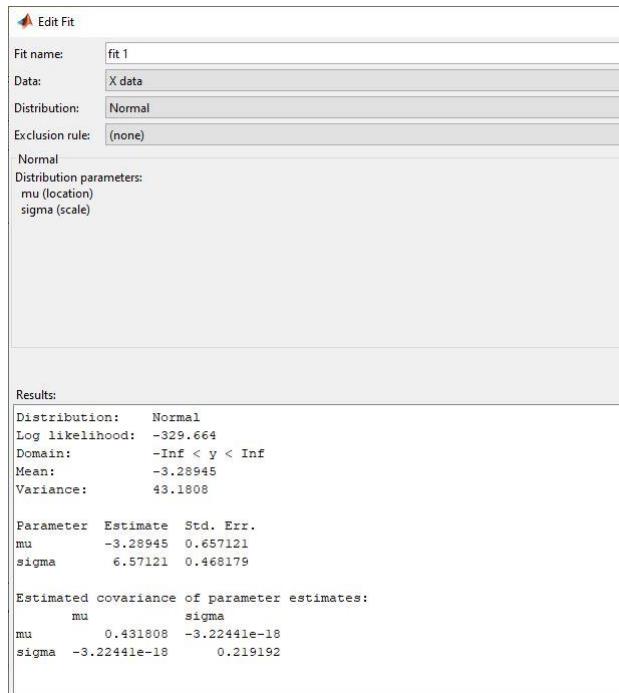 Edit Fit
Fit name: fit 1
Data: X data
Distribution: Normal
Exclusion rule: (none)
Normal
Distribution parameters:
mu (location)
sigma (scale)
Results:
Distribution: Normal
Log likelihood: -329.664
Domain: -Inf < y < Inf
Mean: -3.28945
Variance: 43.1808
Parameter Estimate Std. Err.
mu -3.28945 0.657121
sigma 6.57121 0.468179
Estimated covariance of parameter estimates:
mu sigma
mu 0.431808 -3.22441e-18
sigma -3.22441e-18 0.219192